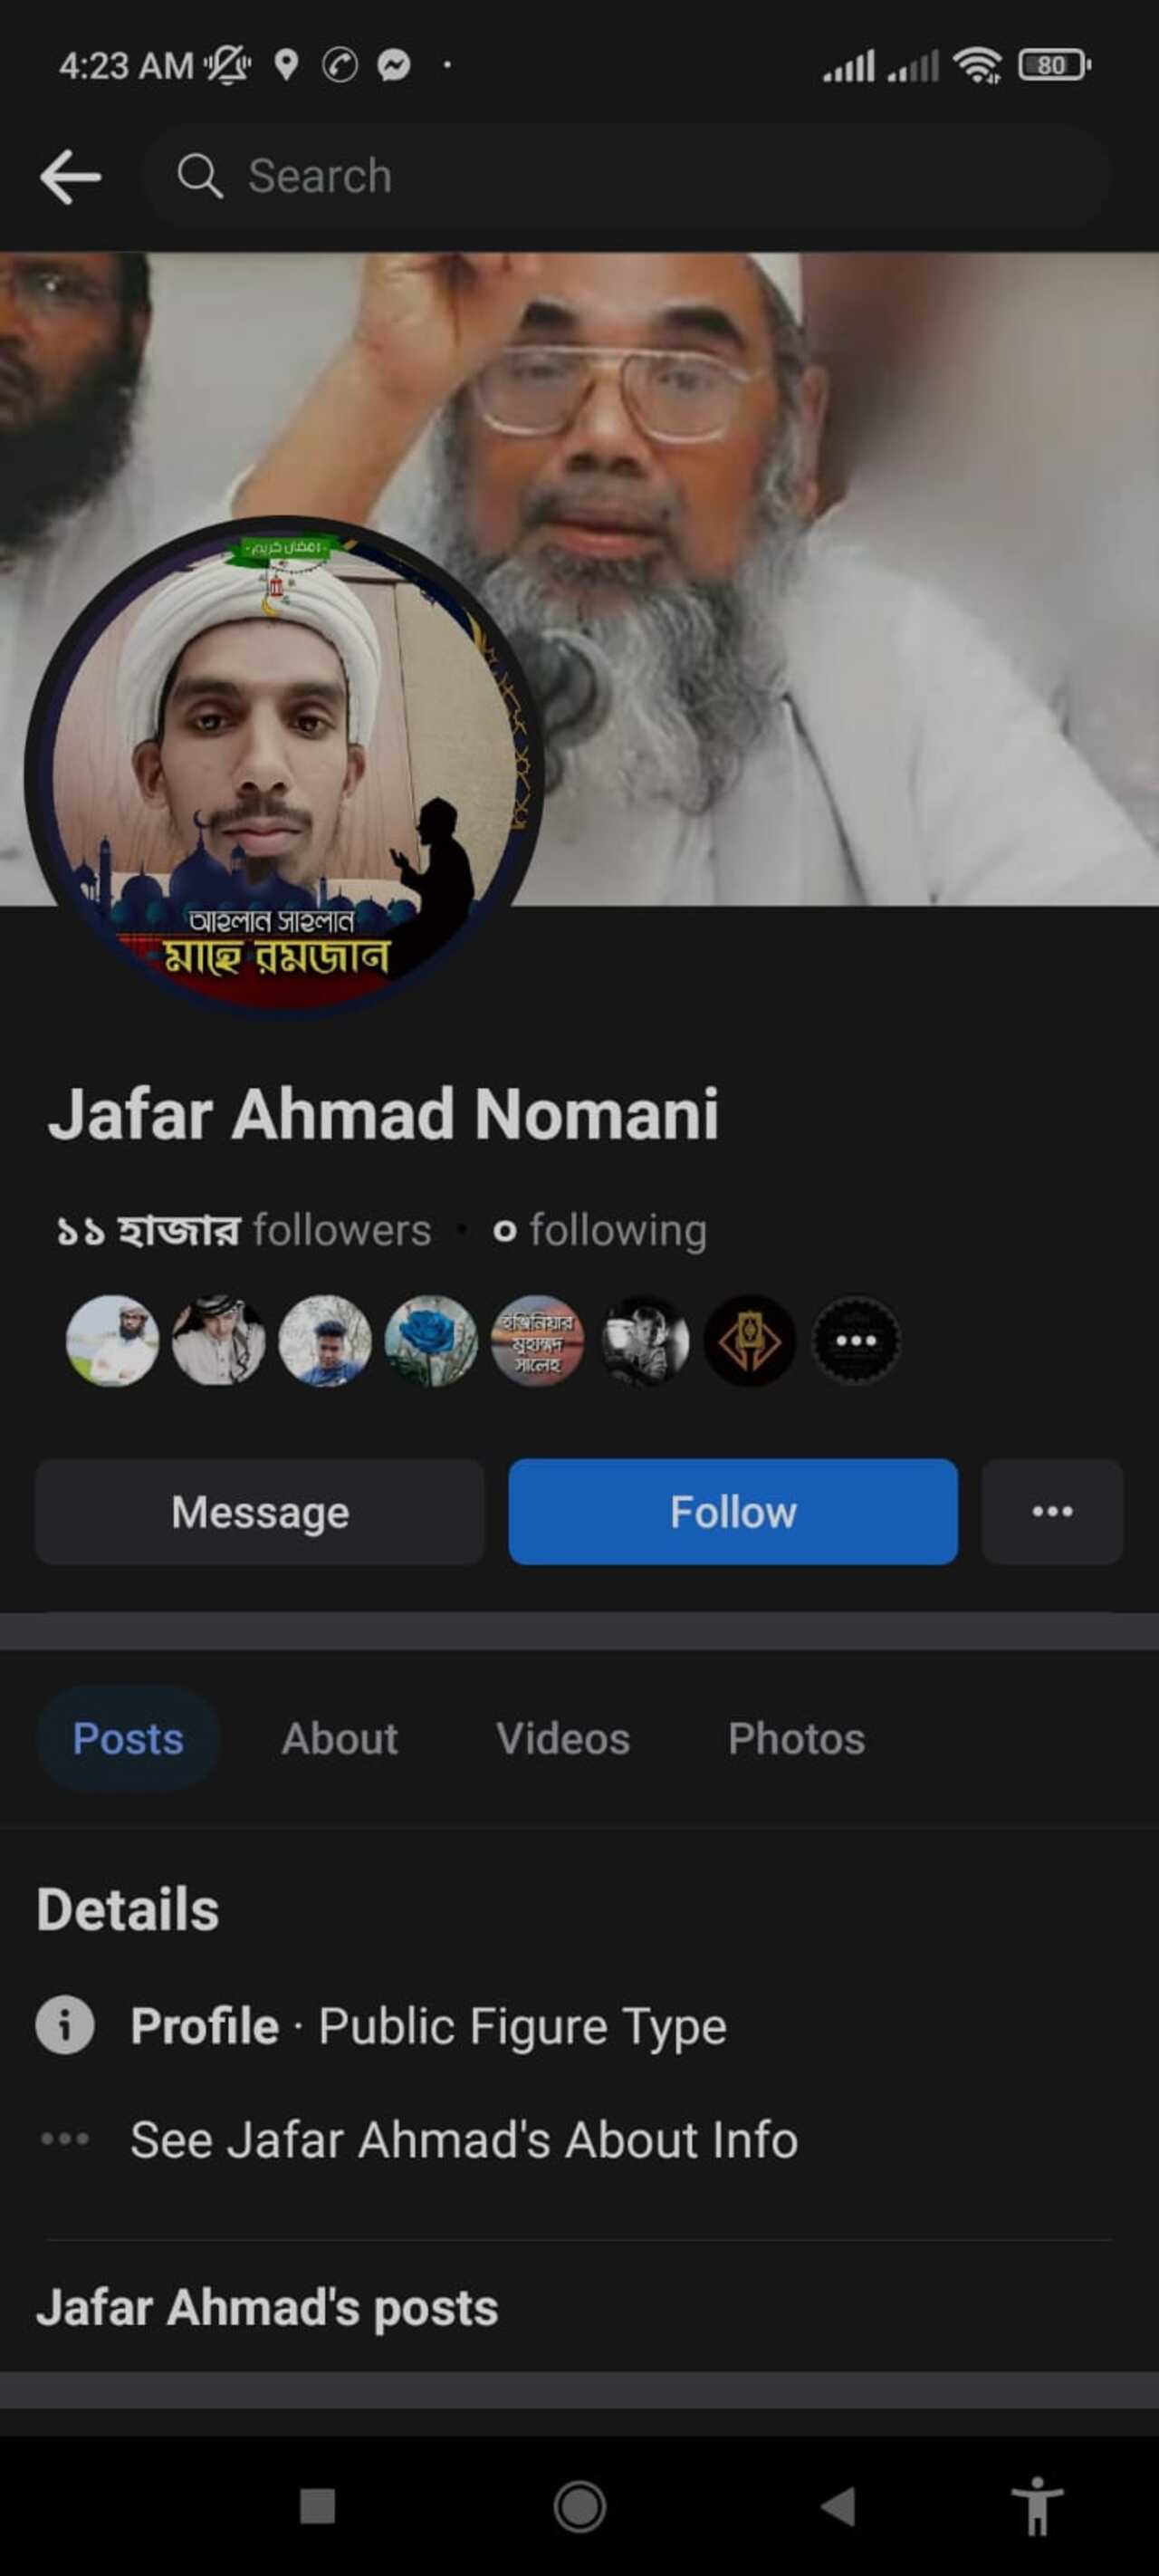 4:23 AM
80
Search
رمضان كريم
আহলান সাহলান
মাহে রমজান
Jafar Ahmad Nomani
১১ হাজার followers · ০ following
ইঞ্জিনিয়ার
মুহাম্মদ
সালেহ
Message
Follow
Posts About Videos Photos
Details
Profile · Public Figure Type
See Jafar Ahmad's About Info
Jafar Ahmad's posts